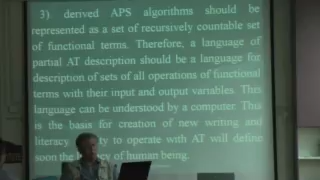 3) derived APS algorithms should be
represented as a set of recursively countable set
of functional terms. Therefore, a language of
partial AT description should be a language for
description of sets of all operations of functional
terms with their input and output variables. This
language can be understood by a computer. Thus
is the basis for creation of new writing and
literacy to operate with AT will define
soon the of human being.